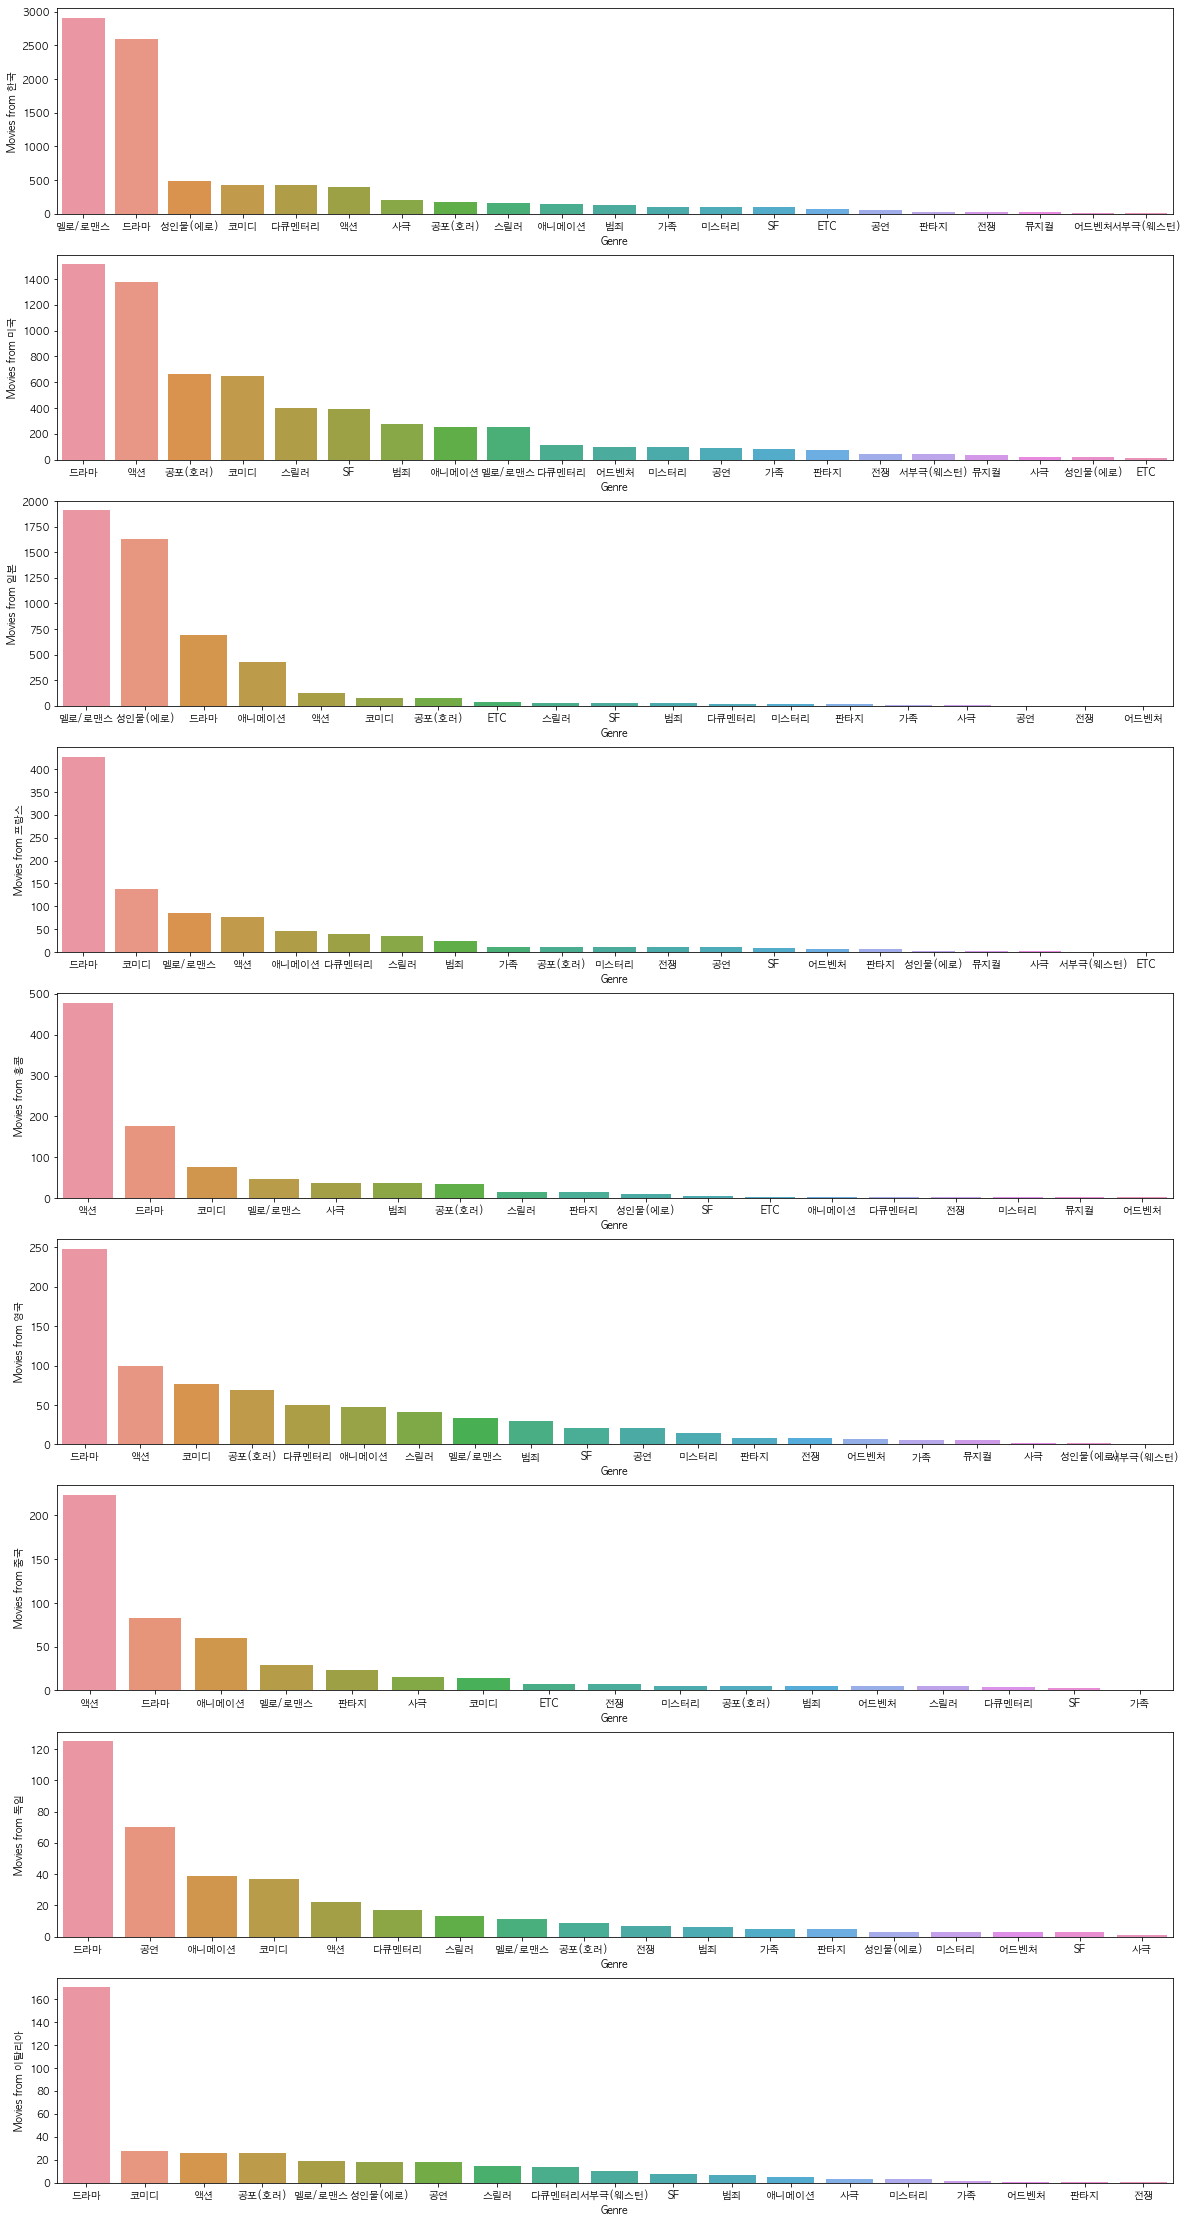 3000
2500
2000
1500
1000
500
0
Movies from 한국
멜로/로맨스 드라마 성인물(에로) 코미디 다큐멘터리 액션 사극 공포(호러) 스릴러 애니메이션 범죄 가족 미스터리 SF ETC 공연 판타지 전쟁 뮤지컬 어드벤처 서부극(웨스턴)
Genre
1400
1200
1000
800
600
400
200
0
Movies from 미국
드라마 액션 공포(호러) 코미디 스릴러 SF 범죄 애니메이션 멜로/로맨스 다큐멘터리 어드벤처 미스터리 공연 가족 판타지 전쟁 서부극(웨스턴) 뮤지컬 사극 성인물(에로) ETC
Genre
2000
1750
1500
1250
1000
750
500
250
0
Movies from 일본
멜로/로맨스 성인물(에로) 드라마 애니메이션 액션 코미디 공포(호러) ETC 스릴러 SF 범죄 다큐멘터리 미스터리 판타지 가족 사극 공연 전쟁 어드벤처
Genre
400
350
300
250
200
150
100
50
0
Movies from 프랑스
드라마 코미디 멜로/로맨스 액션 애니메이션 다큐멘터리 스릴러 범죄 가족 공포(호러) 미스터리 전쟁 공연 SF 어드벤처 판타지 성인물(에로) 뮤지컬 사극 서부극(웨스턴) ETC
Genre
500
400
300
200
100
0
Movies from 홍콩
액션 드라마 코미디 멜로/로맨스 사극 범죄 공포(호러) 스릴러 판타지 성인물(에로) SF ETC 애니메이션 다큐멘터리 전쟁 미스터리 뮤지컬 어드벤처
Genre
250
200
150
100
50
0
Movies from 영국
드라마 액션 코미디 공포(호러) 다큐멘터리 애니메이션 스릴러 멜로/로맨스 범죄 SF 공연 미스터리 판타지 전쟁 어드벤처 가족 뮤지컬 사극 성인물(에로) 서부극(웨스턴)
Genre
200
150
100
50
0
Movies from 중국
액션 드라마 애니메이션 멜로/로맨스 판타지 사극 코미디 ETC 전쟁 미스터리 공포(호러) 범죄 어드벤처 스릴러 다큐멘터리 SF 가족
Genre
120
100
80
60
40
20
0
Movies from 독일
드라마 공연 애니메이션 코미디 액션 다큐멘터리 스릴러 멜로/로맨스 공포(호러) 전쟁 범죄 가족 판타지 성인물(에로) 미스터리 어드벤처 SF 사극
Genre
160
140
120
100
80
60
40
20
0
Movies from 이탈리아
드라마 코미디 액션 공포(호러) 멜로/로맨스 성인물(에로) 공연 스릴러 다큐멘터리 서부극(웨스턴) SF 범죄 애니메이션 사극 미스터리 가족 어드벤처 판타지 전쟁
Genre